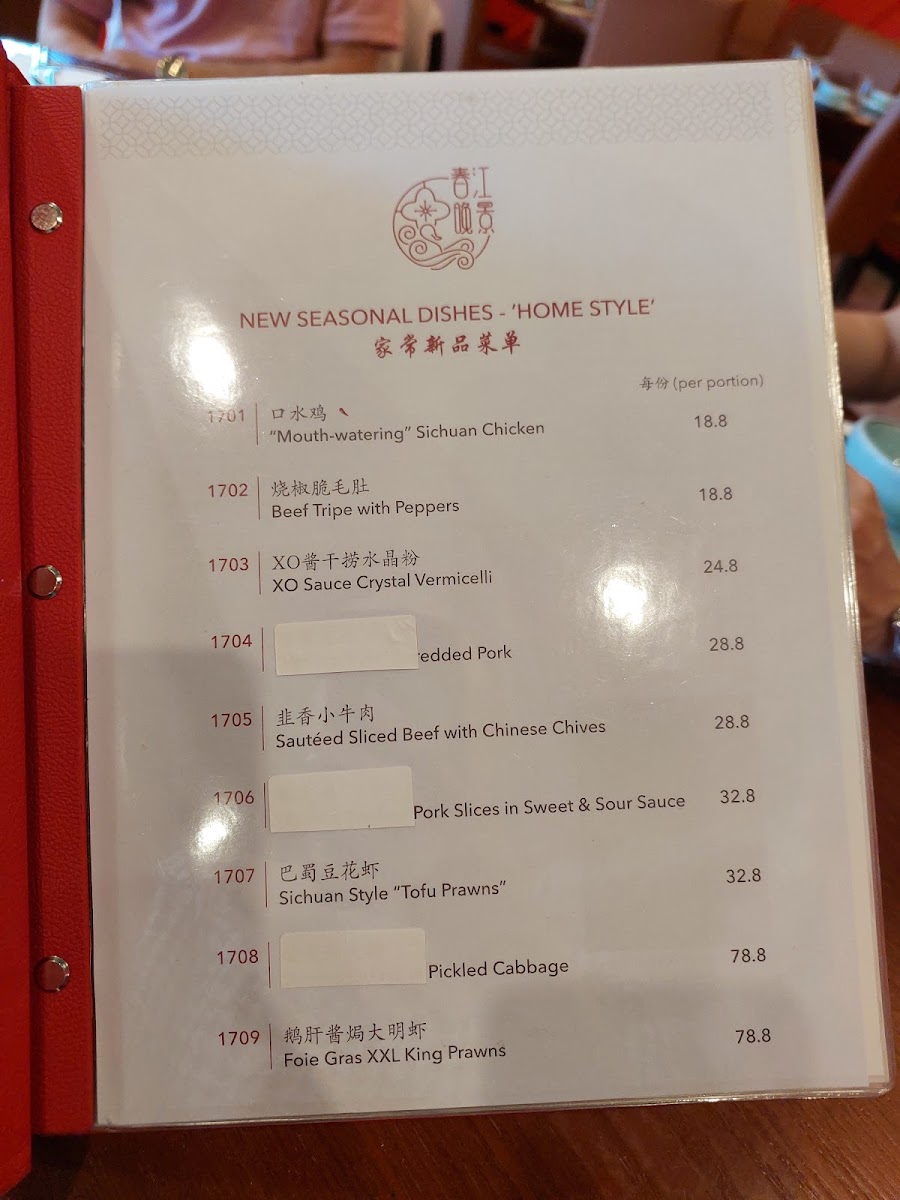 春江
晚景
NEW SEASONAL DISHES - 'HOME STYLE'
家常新品菜单
每份 (per portion)
1701 口水鸡
"Mouth-watering" Sichuan Chicken 18.8
1702 烧椒脆毛肚
Beef Tripe with Peppers 18.8
1703 XO酱干捞水晶粉
XO Sauce Crystal Vermicelli 24.8
1704 redded Pork 28.8
1705 韭香小牛肉
Sautéed Sliced Beef with Chinese Chives 28.8
1706 Pork Slices in Sweet & Sour Sauce 32.8
1707 巴蜀豆花虾
Sichuan Style "Tofu Prawns" 32.8
1708 Pickled Cabbage 78.8
1709 鹅肝酱焗大明虾
Foie Gras XXL King Prawns 78.8